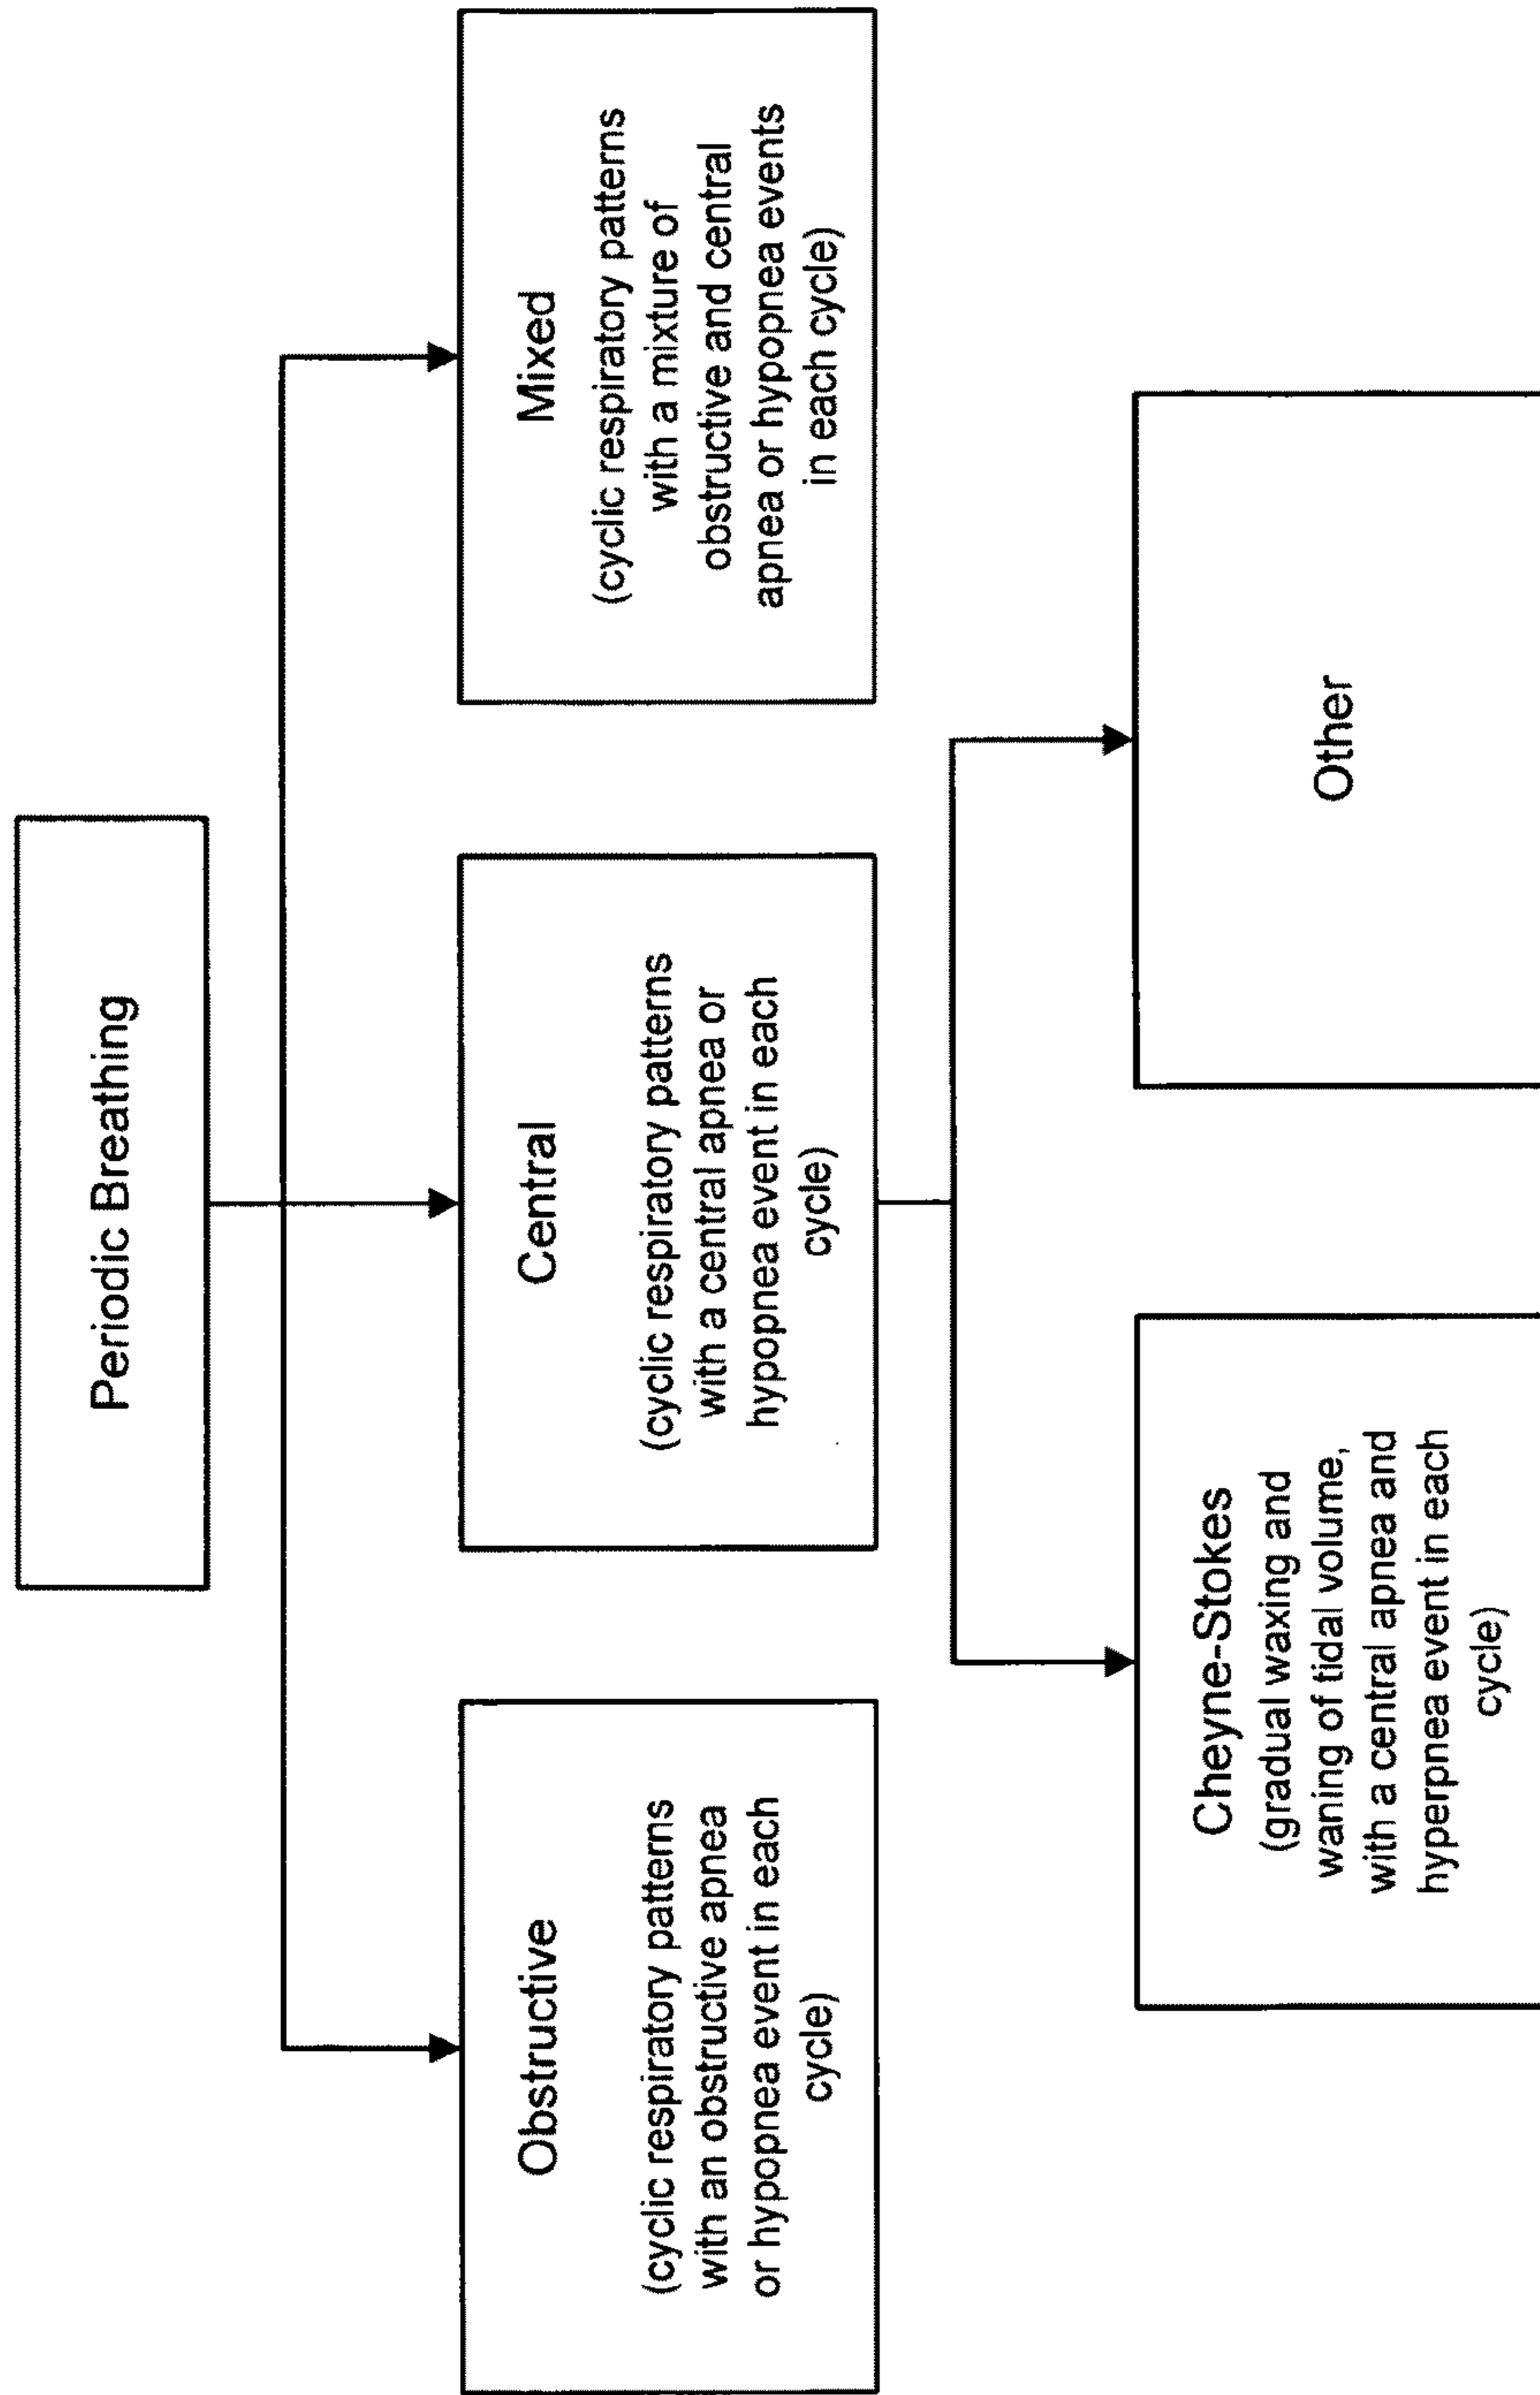 Periodic Breathing
Obstructive
(cyclic respiratory patterns
with an obstructive apnea
or hypopnea event in each
cycle)
Central
(cyclic respiratory patterns
with a central apnea or
hypopnea event in each
cycle)
Mixed
(cyclic respiratory patterns
with a mixture of
obstructive and central
apnea or hypopnea events
in each cycle)
Cheyne-Stokes
(gradual waxing and
waning of tidal volume,
with a central apnea and
hyperpnea event in each
cycle)
Other